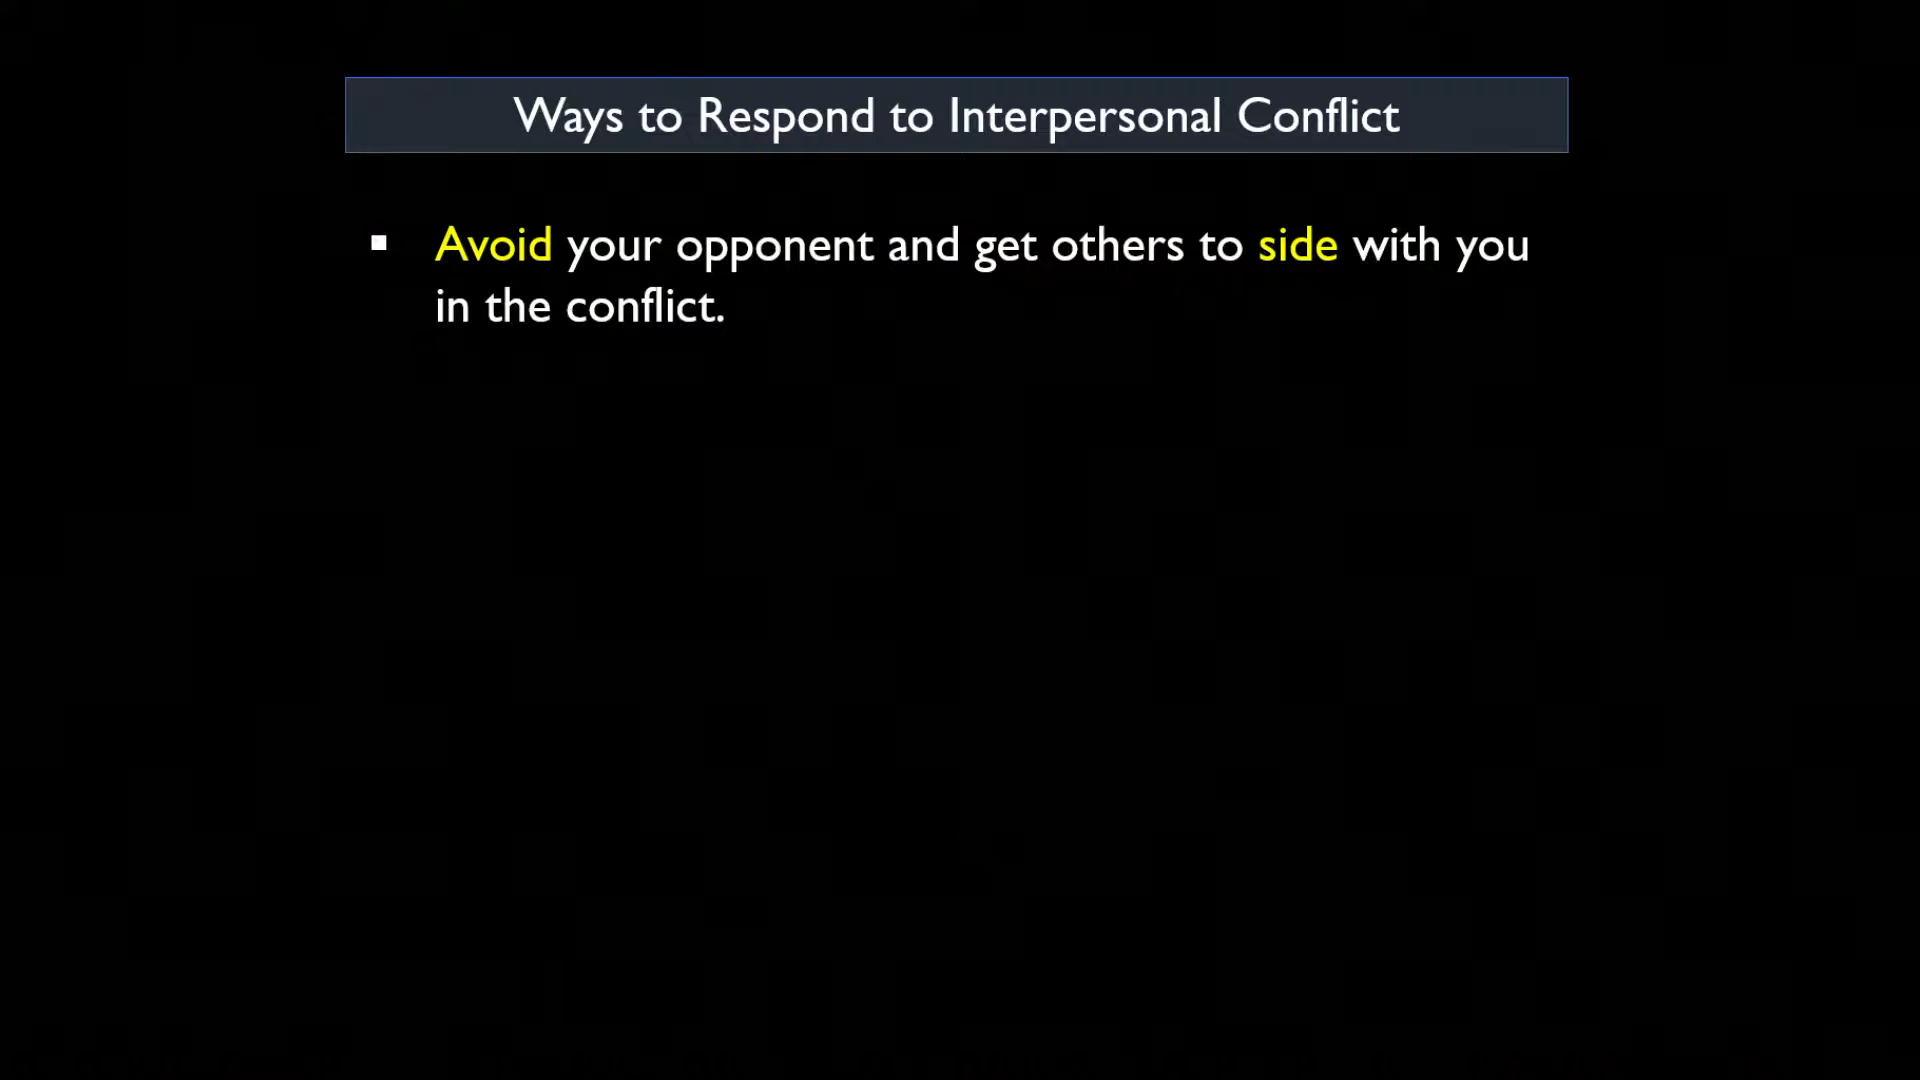 Ways to Respond to Interpersonal Conflict
▪ Avoid your opponent and get others to side with you
in the conflict.